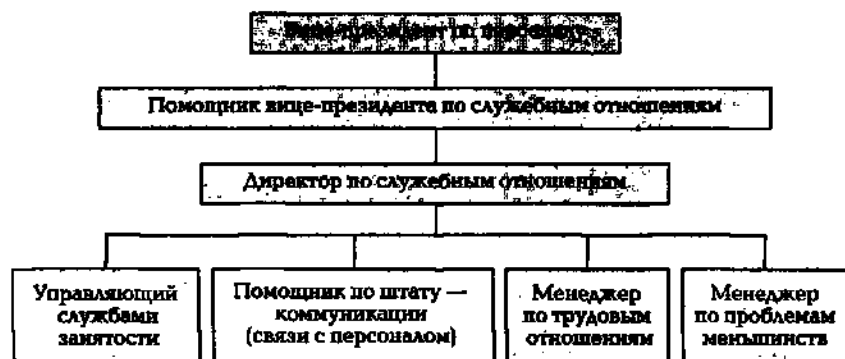 Вице-президент по персоналу
Помощник вице-президента по служебным отношениям
Директор по служебным отношениям
Управляющий
службами
занятости
Помощник по штату —
коммуникации
(связи с персоналом)
Менеджер
по трудовым
отношениям
Менеджер
по проблемам
меньшинств